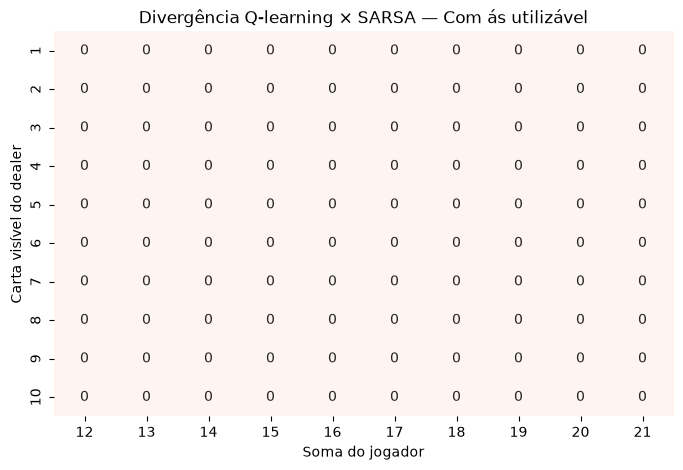 Divergência Q-learning × SARSA — Com ás utilizável
Carta visível do dealer
1 0 0 0 0 0 0 0 0 0 0
2 0 0 0 0 0 0 0 0 0 0
3 0 0 0 0 0 0 0 0 0 0
4 0 0 0 0 0 0 0 0 0 0
5 0 0 0 0 0 0 0 0 0 0
6 0 0 0 0 0 0 0 0 0 0
7 0 0 0 0 0 0 0 0 0 0
8 0 0 0 0 0 0 0 0 0 0
9 0 0 0 0 0 0 0 0 0 0
10 0 0 0 0 0 0 0 0 0 0
12 13 14 15 16 17 18 19 20 21
Soma do jogador